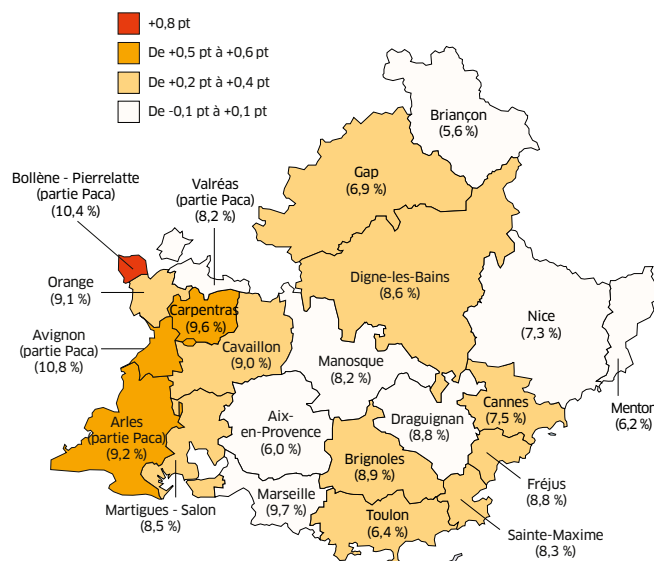 +0,8 pt
De +0,5 pt à +0,6 pt
De +0,2 pt à +0,4 pt
De -0,1 pt à +0,1 pt
Briançon
(5,6 %)
Gap
(6,9 %)
Bollène - Pierrelatte
(partie Paca)
(10,4 %)
Valréas
(partie Paca)
(8,2 %)
Orange
(9,1 %)
Digne-les-Bains
(8,6 %)
Carpentras
(9,6 %)
Nice
(7,3 %)
Avignon
(partie Paca)
(10,8 %)
Cavaillon
(9,0 %)
Manosque
(8,2 %)
Menton
(6,2 %)
Cannes
(7,5 %)
Arles
(partie Paca)
(9,2 %)
Aix-
en-Provence
(6,0 %)
Draguignan
(8,8 %)
Brignoles
(8,9 %)
Fréjus
(8,8 %)
Marseille
(9,7 %)
Martigues - Salon
(8,5 %)
Toulon
(6,4 %)
Sainte-Maxime
(8,3 %)